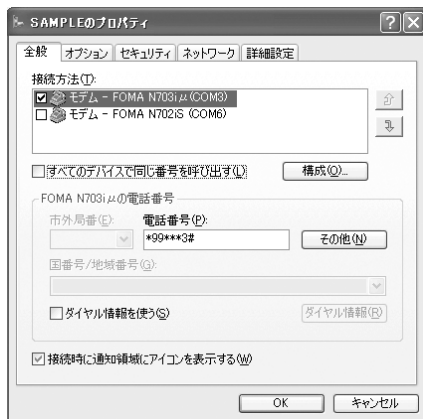 SAMPLEのプロパティ
全般 オプション セキュリティ ネットワーク 詳細設定
接続方法(T):
モデム - FOMA N703iμ(COM3)
モデム - FOMA N702iS (COM6)
すべてのデバイスで同じ番号を呼び出す(L)
構成(O)...
FOMA N703iμの電話番号
市外局番(E): 電話番号(P):
*99***3# その他(N)
国番号/地域番号(G):
ダイヤル情報を使う(S) ダイヤル情報(R)
接続時に通知領域にアイコンを表示する(W)
OK キャンセル